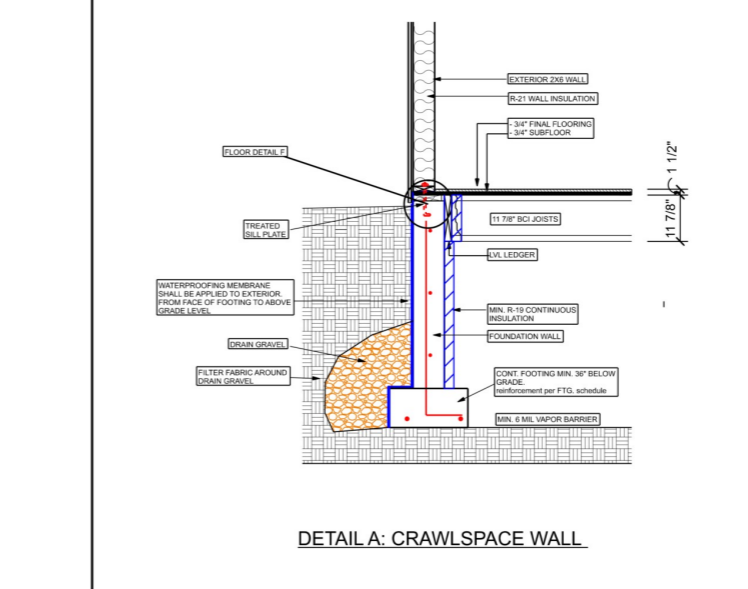 EXTERIOR 2X6 WALL
R-21 WALL INSULATION
- 3/4" FINAL FLOORING
- 3/4" SUBFLOOR
FLOOR DETAIL F
1 1/2"
11 7/8"
11 7/8" BCI JOISTS
TREATED
SILL PLATE
LVL LEDGER
WATERPROOFING MEMBRANE
SHALL BE APPLIED TO EXTERIOR.
FROM FACE OF FOOTING TO ABOVE
GRADE LEVEL
MIN. R-19 CONTINUOUS
INSULATION
FOUNDATION WALL
DRAIN GRAVEL
FILTER FABRIC AROUND
DRAIN GRAVEL
CONT. FOOTING MIN. 36" BELOW
GRADE.
reinforcement per FTG. schedule
MIN. 6 MIL VAPOR BARRIER
DETAIL A: CRAWLSPACE WALL